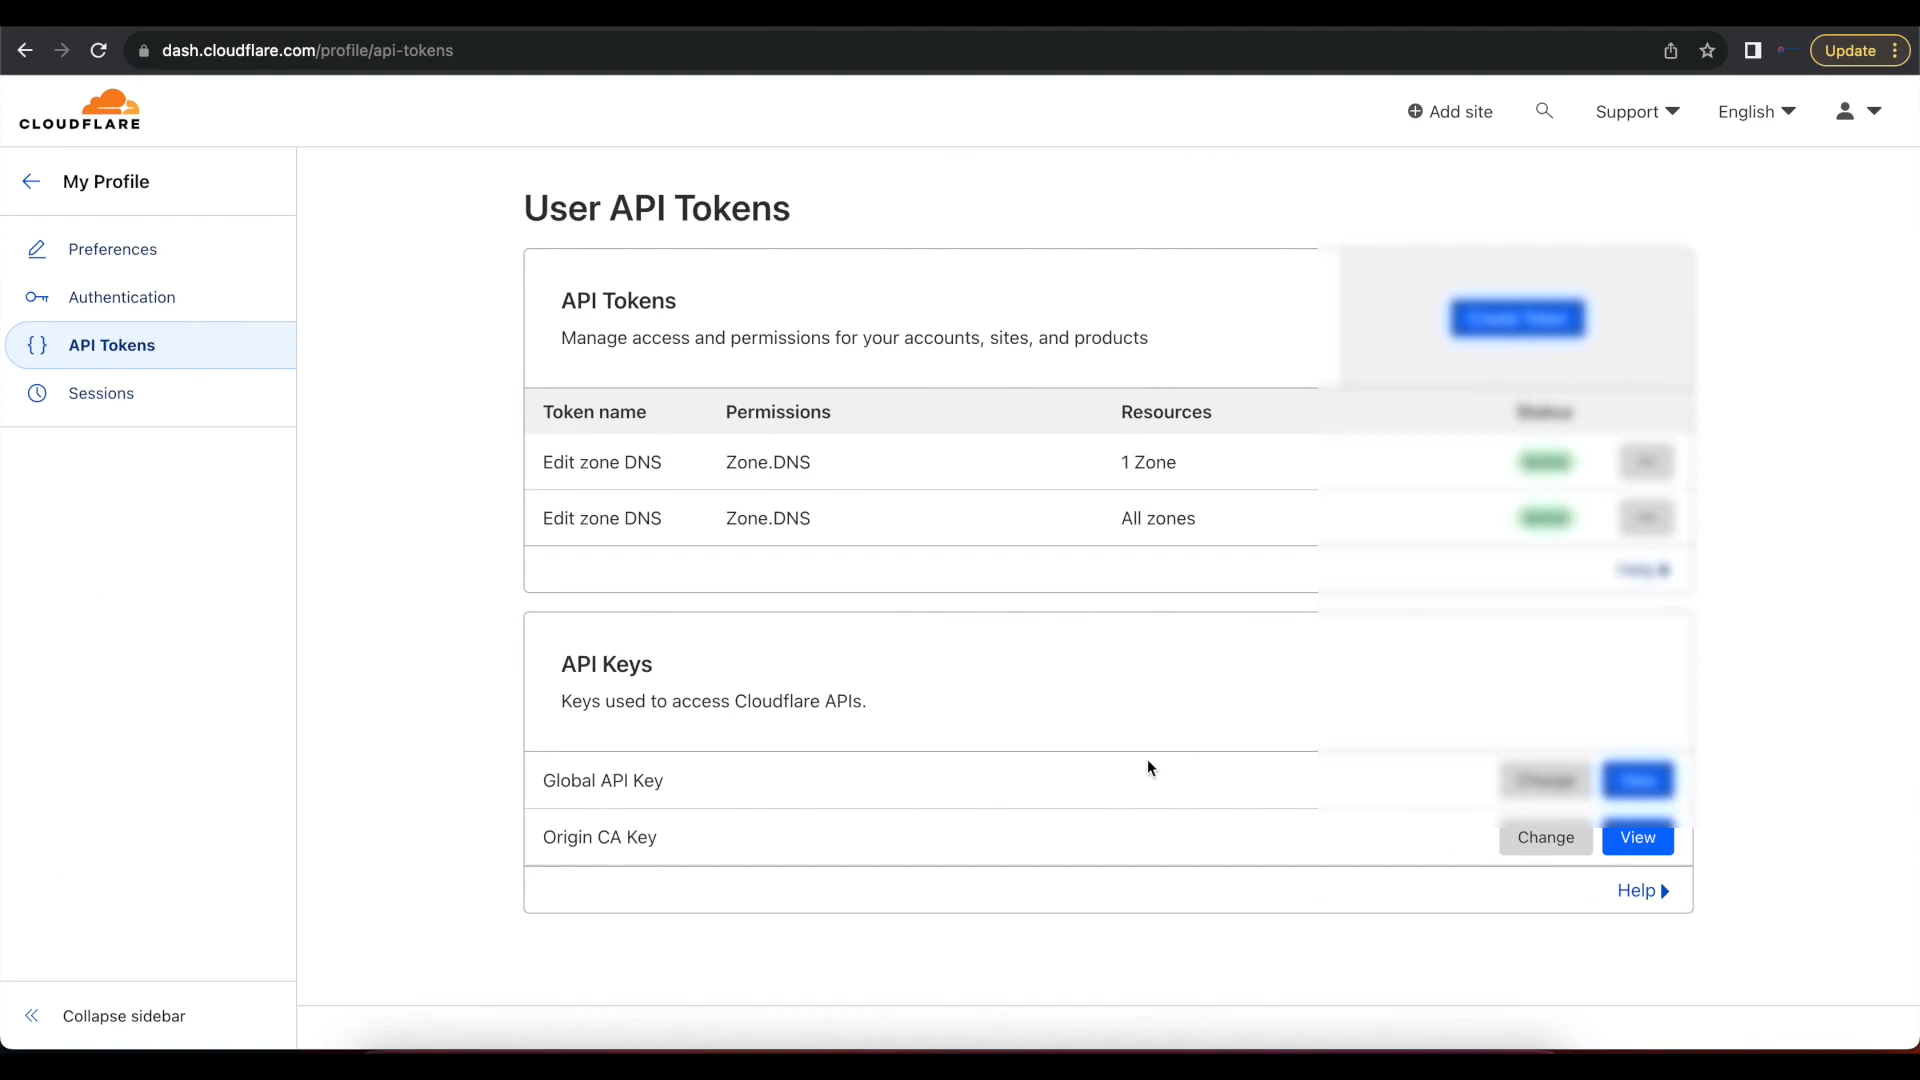 dash.cloudflare.com/profile/api-tokens
Update
CLOUDFLARE
Add site
Support
English
My Profile
Preferences
Authentication
API Tokens
Sessions
Collapse sidebar
User API Tokens
API Tokens
Manage access and permissions for your accounts, sites, and products
Token name Permissions Resources
Edit zone DNS Zone.DNS 1 Zone
Edit zone DNS Zone.DNS All zones
API Keys
Keys used to access Cloudflare APIs.
Global API Key
Origin CA Key Change View
Help